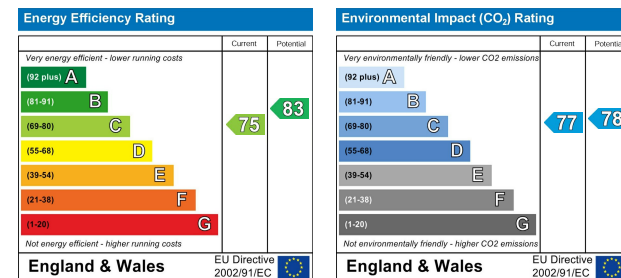 Energy Efficiency Rating
Current Potential
Very energy efficient - lower running costs
(92 plus) A
(81-91) B
(69-80) C
(55-68) D
(39-54) E
(21-38) F
(1-20) G
75
83
Not energy efficient - higher running costs
England & Wales
EU Directive
2002/91/EC
Environmental Impact (CO₂) Rating
Current Potential
Very environmentally friendly - lower CO2 emissions
(92 plus) A
(81-91) B
(69-80) C
(55-68) D
(39-54) E
(21-38) F
(1-20) G
77
78
Not environmentally friendly - higher CO2 emissions
England & Wales
EU Directive
2002/91/EC